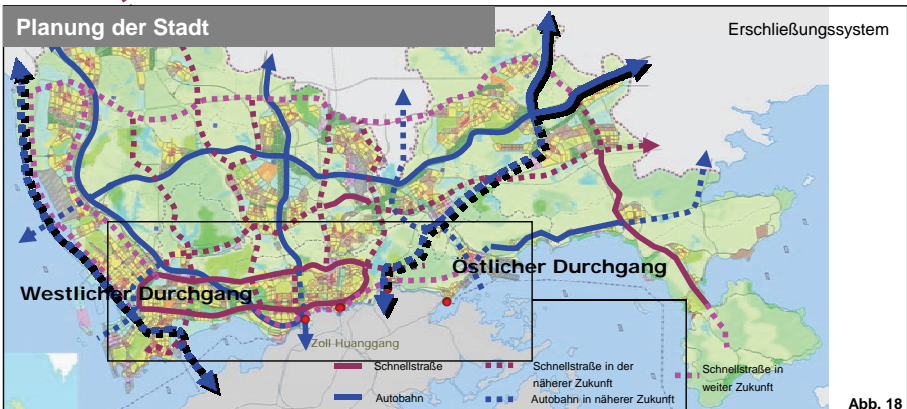 Planung der Stadt
Erschließungssystem
Östlicher Durchgang
Westlicher Durchgang
Zoll Huanggang
Schnellstraße
Schnellstraße in der
näherer Zukunft
Schnellstraße in
weiter Zukunft
Autobahn
Autobahn in näherer Zukunft
Abb. 18